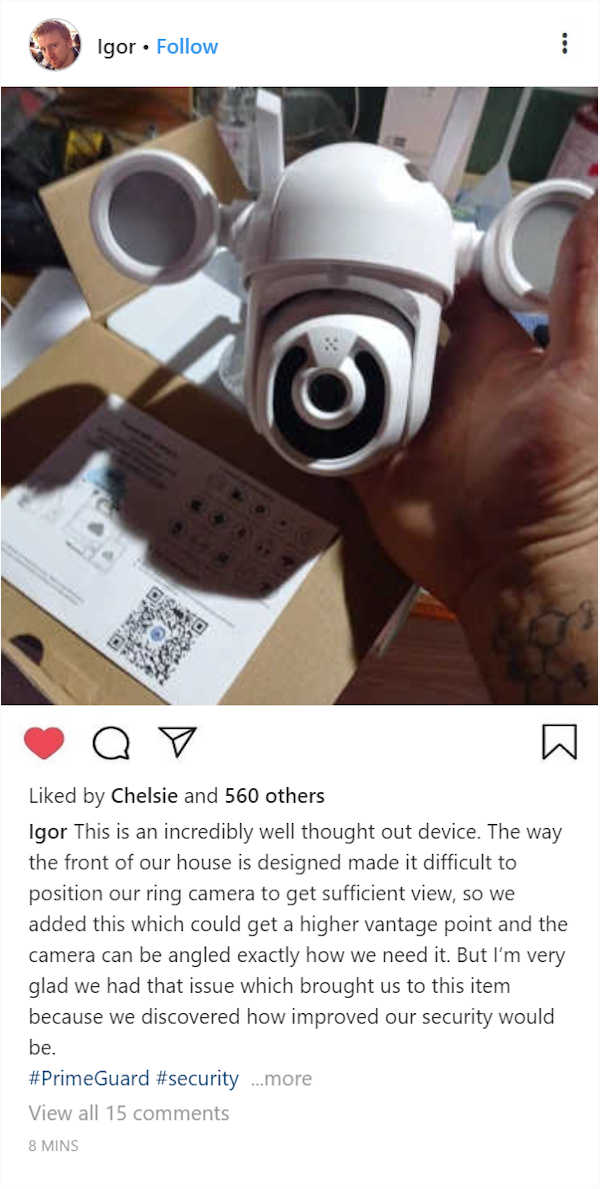 Igor • Follow
Liked by Chelsie and 560 others
Igor This is an incredibly well thought out device. The way
the front of our house is designed made it difficult to
position our ring camera to get sufficient view, so we
added this which could get a higher vantage point and the
camera can be angled exactly how we need it. But I'm very
glad we had that issue which brought us to this item
because we discovered how improved our security would
be.
#PrimeGuard #security ...more
View all 15 comments
8 MINS